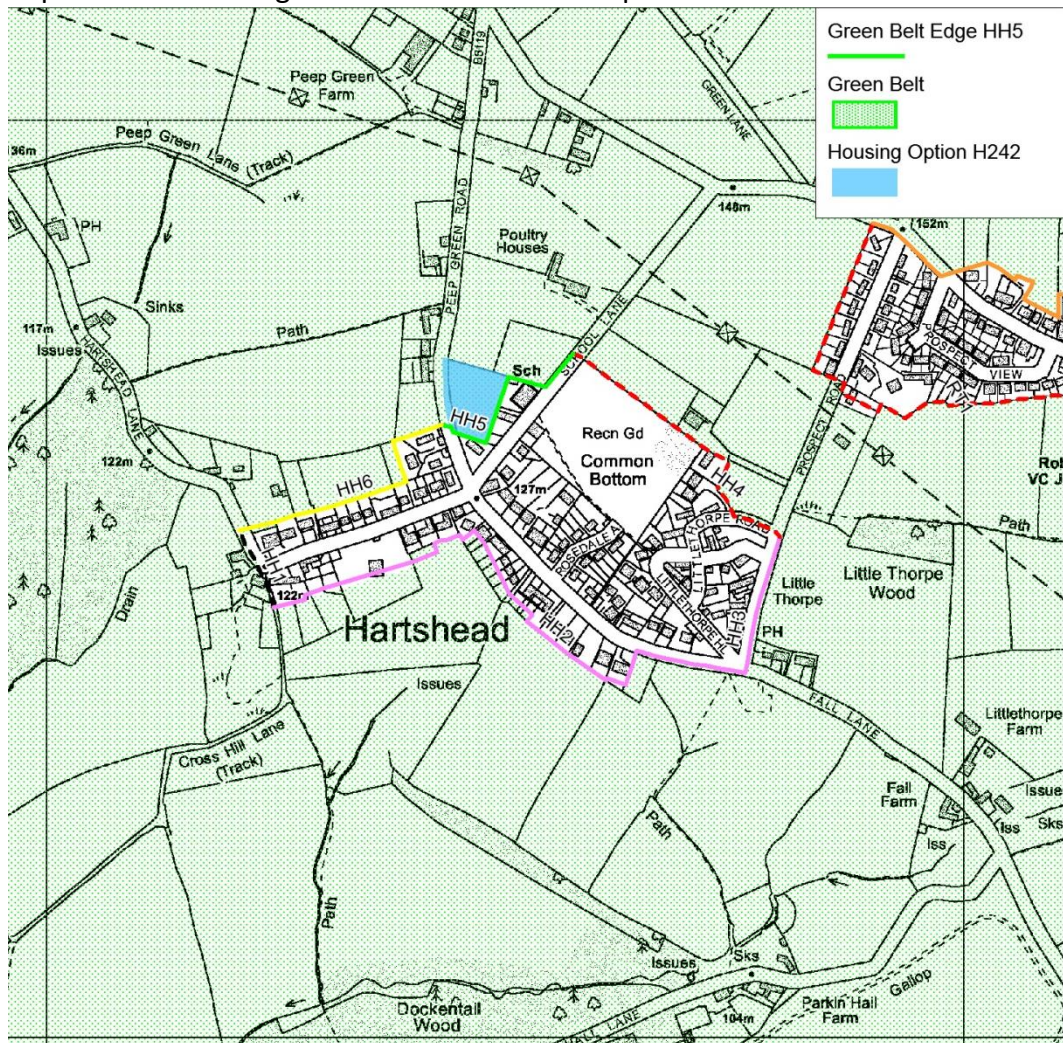 Green Belt Edge HH5
Green Belt
Housing Option H242
Peep Green
Farm
B6119
GREEN LANE
Peep Green Lane (Track)
136m
PH
PEEP GREEN ROAD
Poultry
Houses
148m
152m
Sinks
117m
Issues
Path
HARTSHEAD LANE
SCHOOL LANE
Sch
PROSPECT
VIEW
PROSPECT ROAD
HH5
Recn Gd
Common
Bottom
HH4
122m
HH6
127m
VC J
Path
ROSEDALE
LITTLETHORPE ROAD
LITTLETHORPE HL
HH3
Little
Thorpe
Little Thorpe
Wood
Drain
122m
Hartshead
HH2
PH
FALL LANE
Issues
Littlethorpe
Farm
Cross Hill Lane
(Track)
Fall
Farm
Issue
Sks
Iss
Iss
Path
Path
Issues
Sks
Gallop
Dockentail
Wood
104m
Parkin Hall
Farm